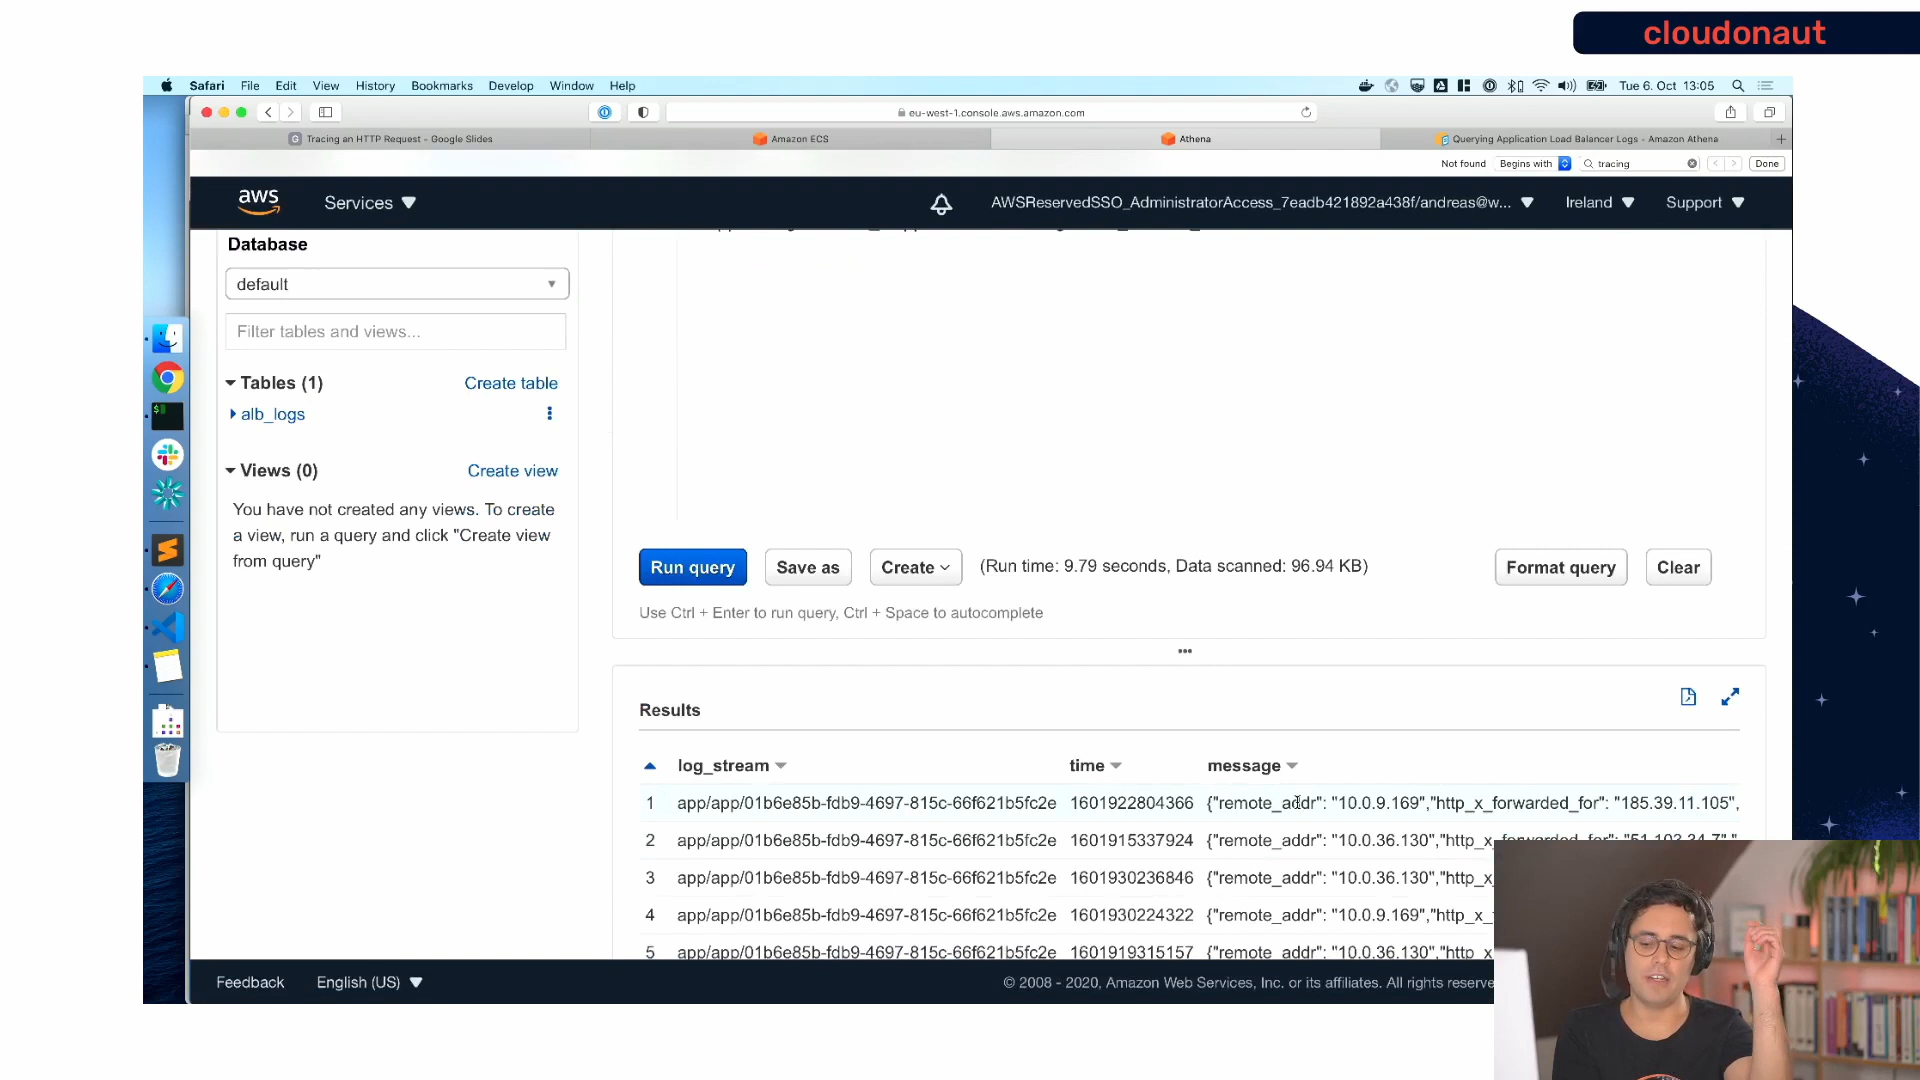 cloudonaut
Safari File Edit View History Bookmarks Develop Window Help Tue 6. Oct 13:05
eu-west-1.console.aws.amazon.com
Tracing an HTTP Request - Google Slides Amazon ECS Athena Querying Application Load Balancer Logs - Amazon Athena
Not found Begins with tracing Done
aws Services AWSReservedSSO_AdministratorAccess_7eadb421892a438f/andreas@w... Ireland Support
Database
default
Filter tables and views...
Tables (1) Create table
alb_logs
Views (0) Create view
You have not created any views. To create
a view, run a query and click "Create view
from query"
Run query Save as Create (Run time: 9.79 seconds, Data scanned: 96.94 KB) Format query Clear
Use Ctrl + Enter to run query, Ctrl + Space to autocomplete
Results
log_stream time message
1 app/app/01b6e85b-fdb9-4697-815c-66f621b5fc2e 1601922804366 {"remote_addr": "10.0.9.169","http_x_forwarded_for": "185.39.11.105",
2 app/app/01b6e85b-fdb9-4697-815c-66f621b5fc2e 1601915337924 {"remote_addr": "10.0.36.130","http_x_forwarded_for": "51.103.34.7","
3 app/app/01b6e85b-fdb9-4697-815c-66f621b5fc2e 1601930236846 {"remote_addr": "10.0.36.130","http_x_
4 app/app/01b6e85b-fdb9-4697-815c-66f621b5fc2e 1601930224322 {"remote_addr": "10.0.9.169","http_x_
5 app/app/01b6e85b-fdb9-4697-815c-66f621b5fc2e 1601919315157 {"remote_addr": "10.0.36.130","http_x_
Feedback English (US) © 2008 - 2020, Amazon Web Services, Inc. or its affiliates. All rights reserve